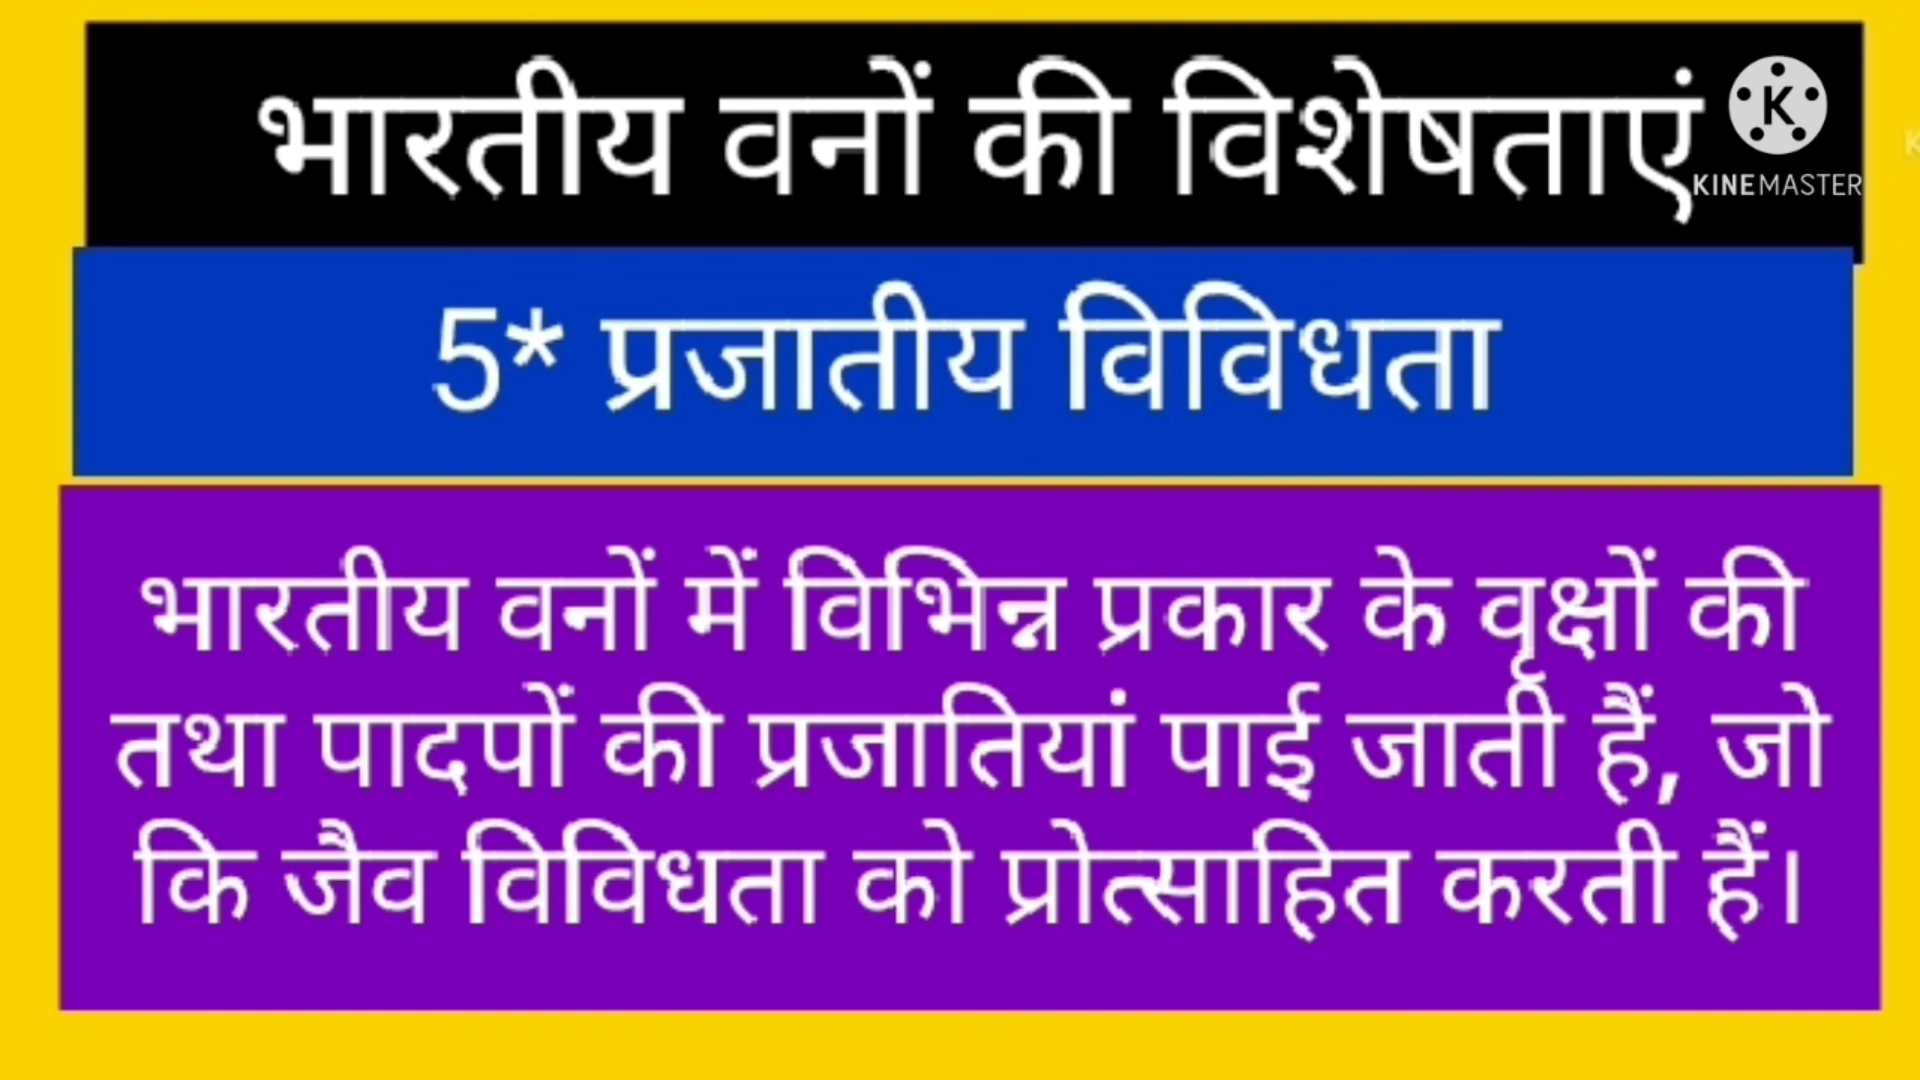 भारतीय वनों की विशेषताएं
K
KINEMASTER
5* प्रजातीय विविधता
भारतीय वनों में विभिन्न प्रकार के वृक्षों की
तथा पादपों की प्रजातियां पाई जाती हैं, जो
कि जैव विविधता को प्रोत्साहित करती हैं।